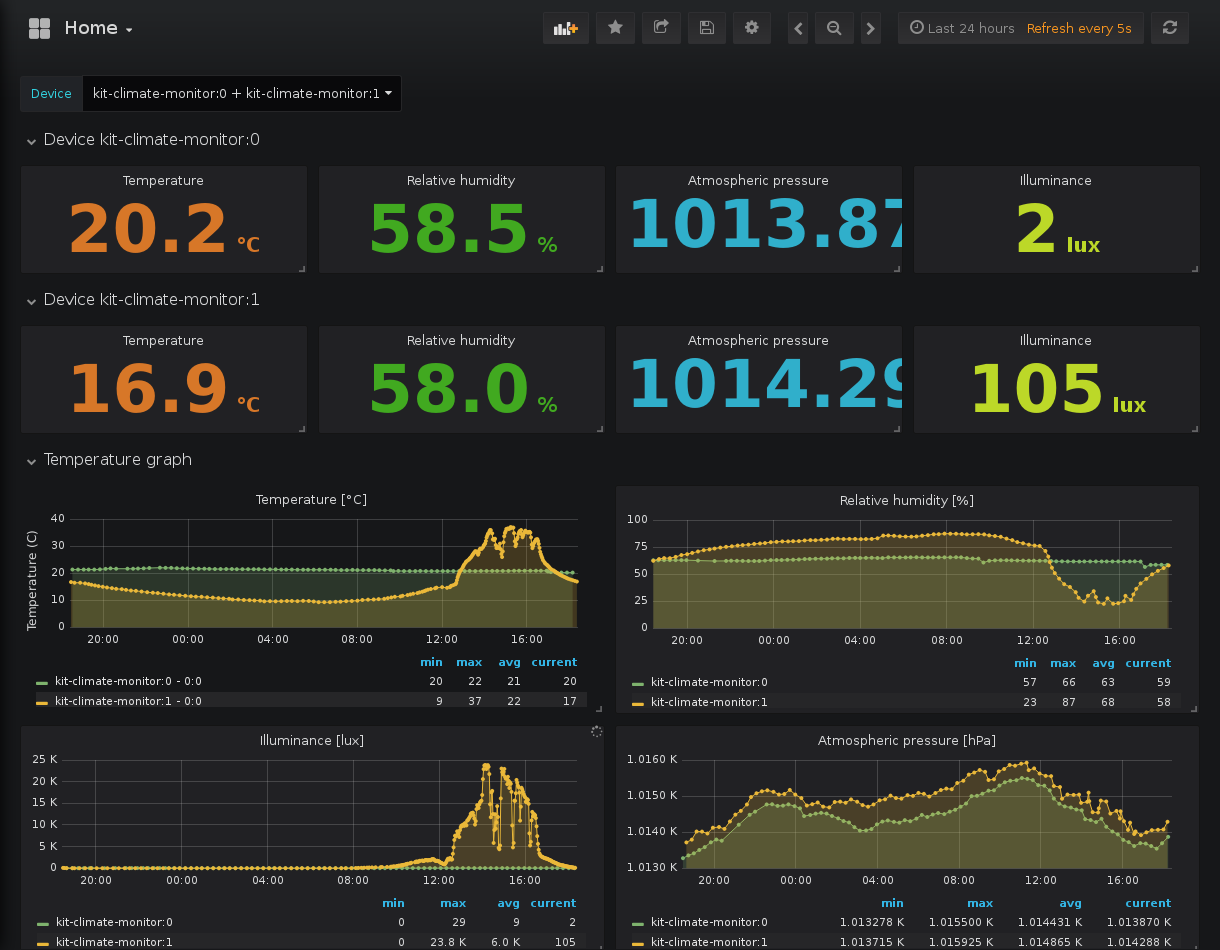 Home
Last 24 hours Refresh every 5s
Device kit-climate-monitor:0 + kit-climate-monitor:1
Device kit-climate-monitor:0
Temperature Relative humidity Atmospheric pressure Illuminance
20.2 °C 58.5 % 1013.87 2 lux
Device kit-climate-monitor:1
Temperature Relative humidity Atmospheric pressure Illuminance
16.9 °C 58.0 % 1014.29 105 lux
Temperature graph
Temperature [°C]
Temperature (C)
40
30
20
10
0
20:00 00:00 04:00 08:00 12:00 16:00
min max avg current
kit-climate-monitor:0 - 0:0 20 22 21 20
kit-climate-monitor:1 - 0:0 9 37 22 17
Relative humidity [%]
100
75
50
25
0
20:00 00:00 04:00 08:00 12:00 16:00
min max avg current
kit-climate-monitor:0 57 66 63 59
kit-climate-monitor:1 23 87 68 58
Illuminance [lux]
25 K
20 K
15 K
10 K
5 K
0
20:00 00:00 04:00 08:00 12:00 16:00
min max avg current
kit-climate-monitor:0 0 29 9 2
kit-climate-monitor:1 0 23.8 K 6.0 K 105
Atmospheric pressure [hPa]
1.0160 K
1.0150 K
1.0140 K
1.0130 K
20:00 00:00 04:00 08:00 12:00 16:00
min max avg current
kit-climate-monitor:0 1.013278 K 1.015500 K 1.014431 K 1.013870 K
kit-climate-monitor:1 1.013715 K 1.015925 K 1.014865 K 1.014288 K